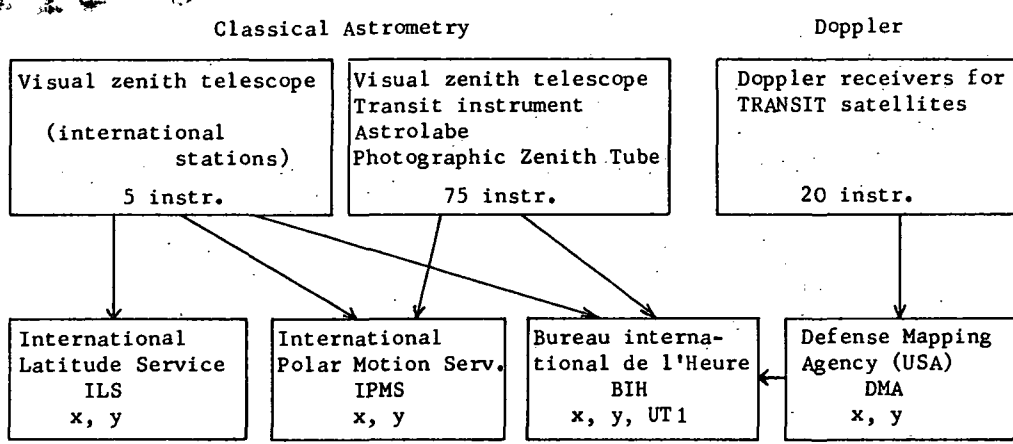 Classical Astrometry
Doppler
Visual zenith telescope
(international
stations)
5 instr.
Visual zenith telescope
Transit instrument
Astrolabe
Photographic Zenith Tube
75 instr.
Doppler receivers for
TRANSIT satellites
20 instr.
International
Latitude Service
ILS
x, y
International
Polar Motion Serv.
IPMS
x, y
Bureau interna-
tional de l'Heure
BIH
x, y, UT1
Defense Mapping
Agency (USA)
DMA
x, y